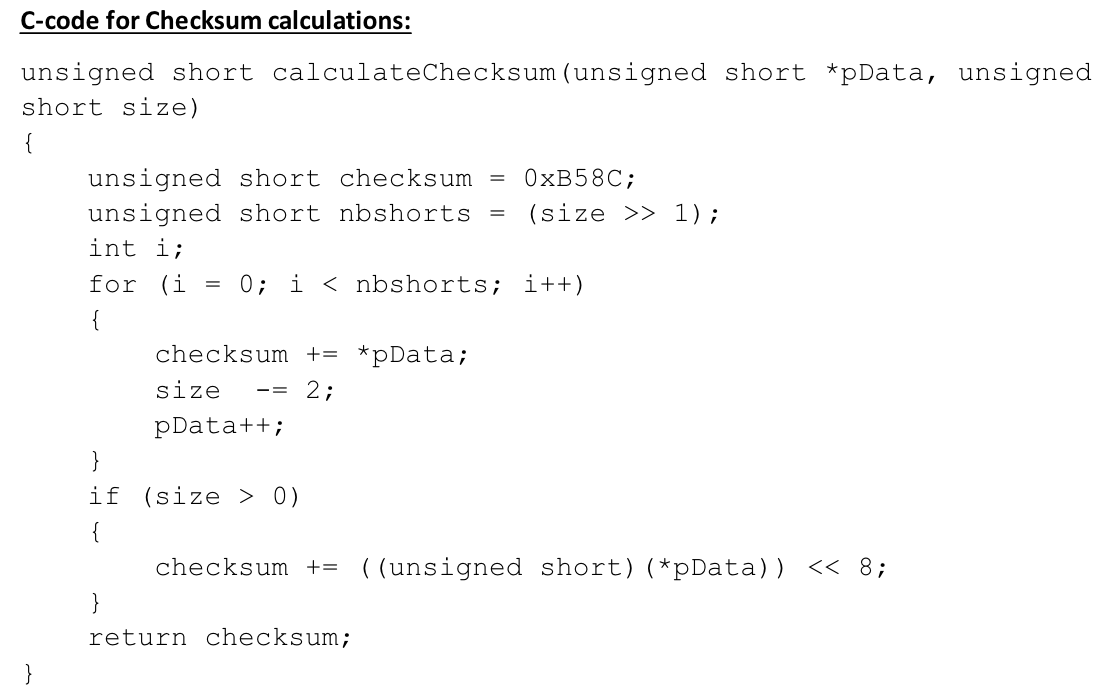 C-code for Checksum calculations:
unsigned short calculateChecksum(unsigned short *pData, unsigned
short size)
{
    unsigned short checksum = 0xB58C;
    unsigned short nbshorts = (size >> 1);
    int i;
    for (i = 0; i < nbshorts; i++)
    {
        checksum += *pData;
        size  -= 2;
        pData++;
    }
    if (size > 0)
    {
        checksum += ((unsigned short)(*pData)) << 8;
    }
    return checksum;
}